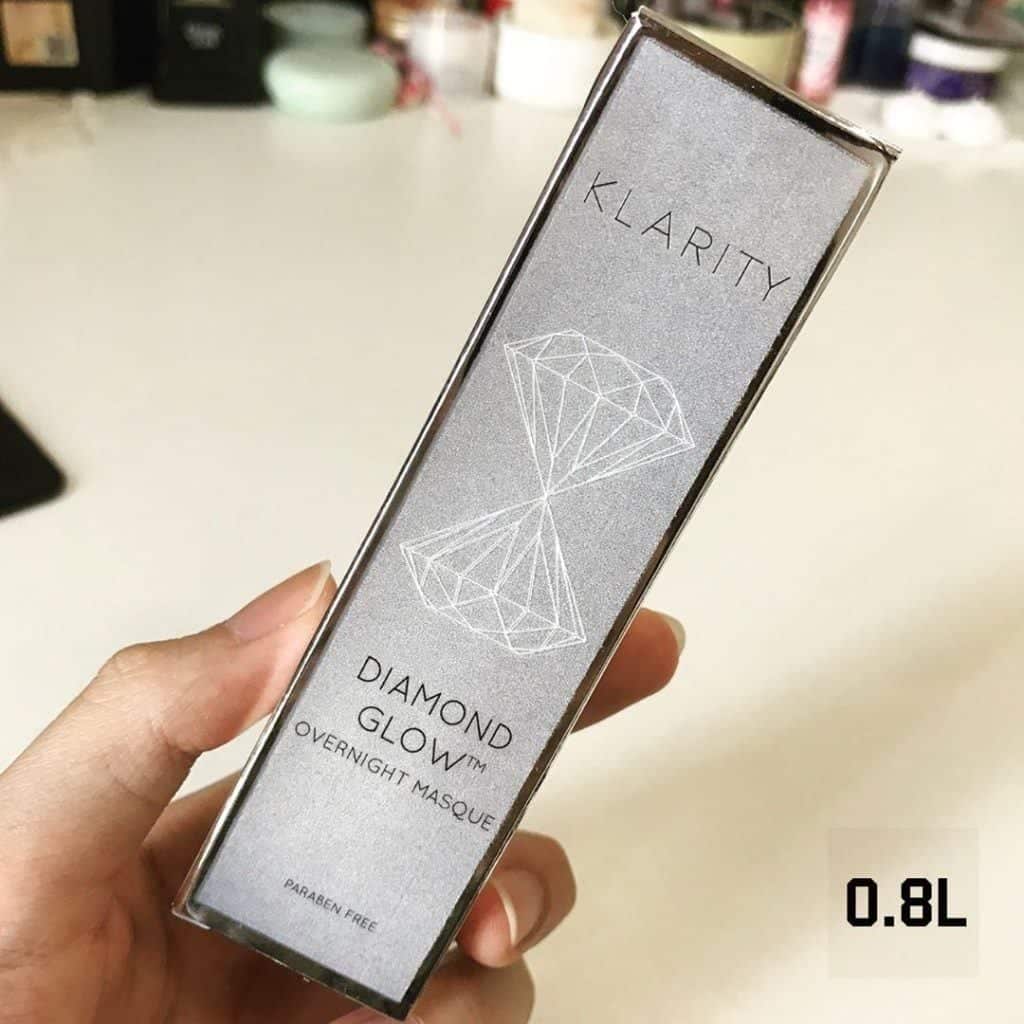 KLARITY
DIAMOND
GLOW™
OVERNIGHT MASQUE
PARABEN FREE
0.8L